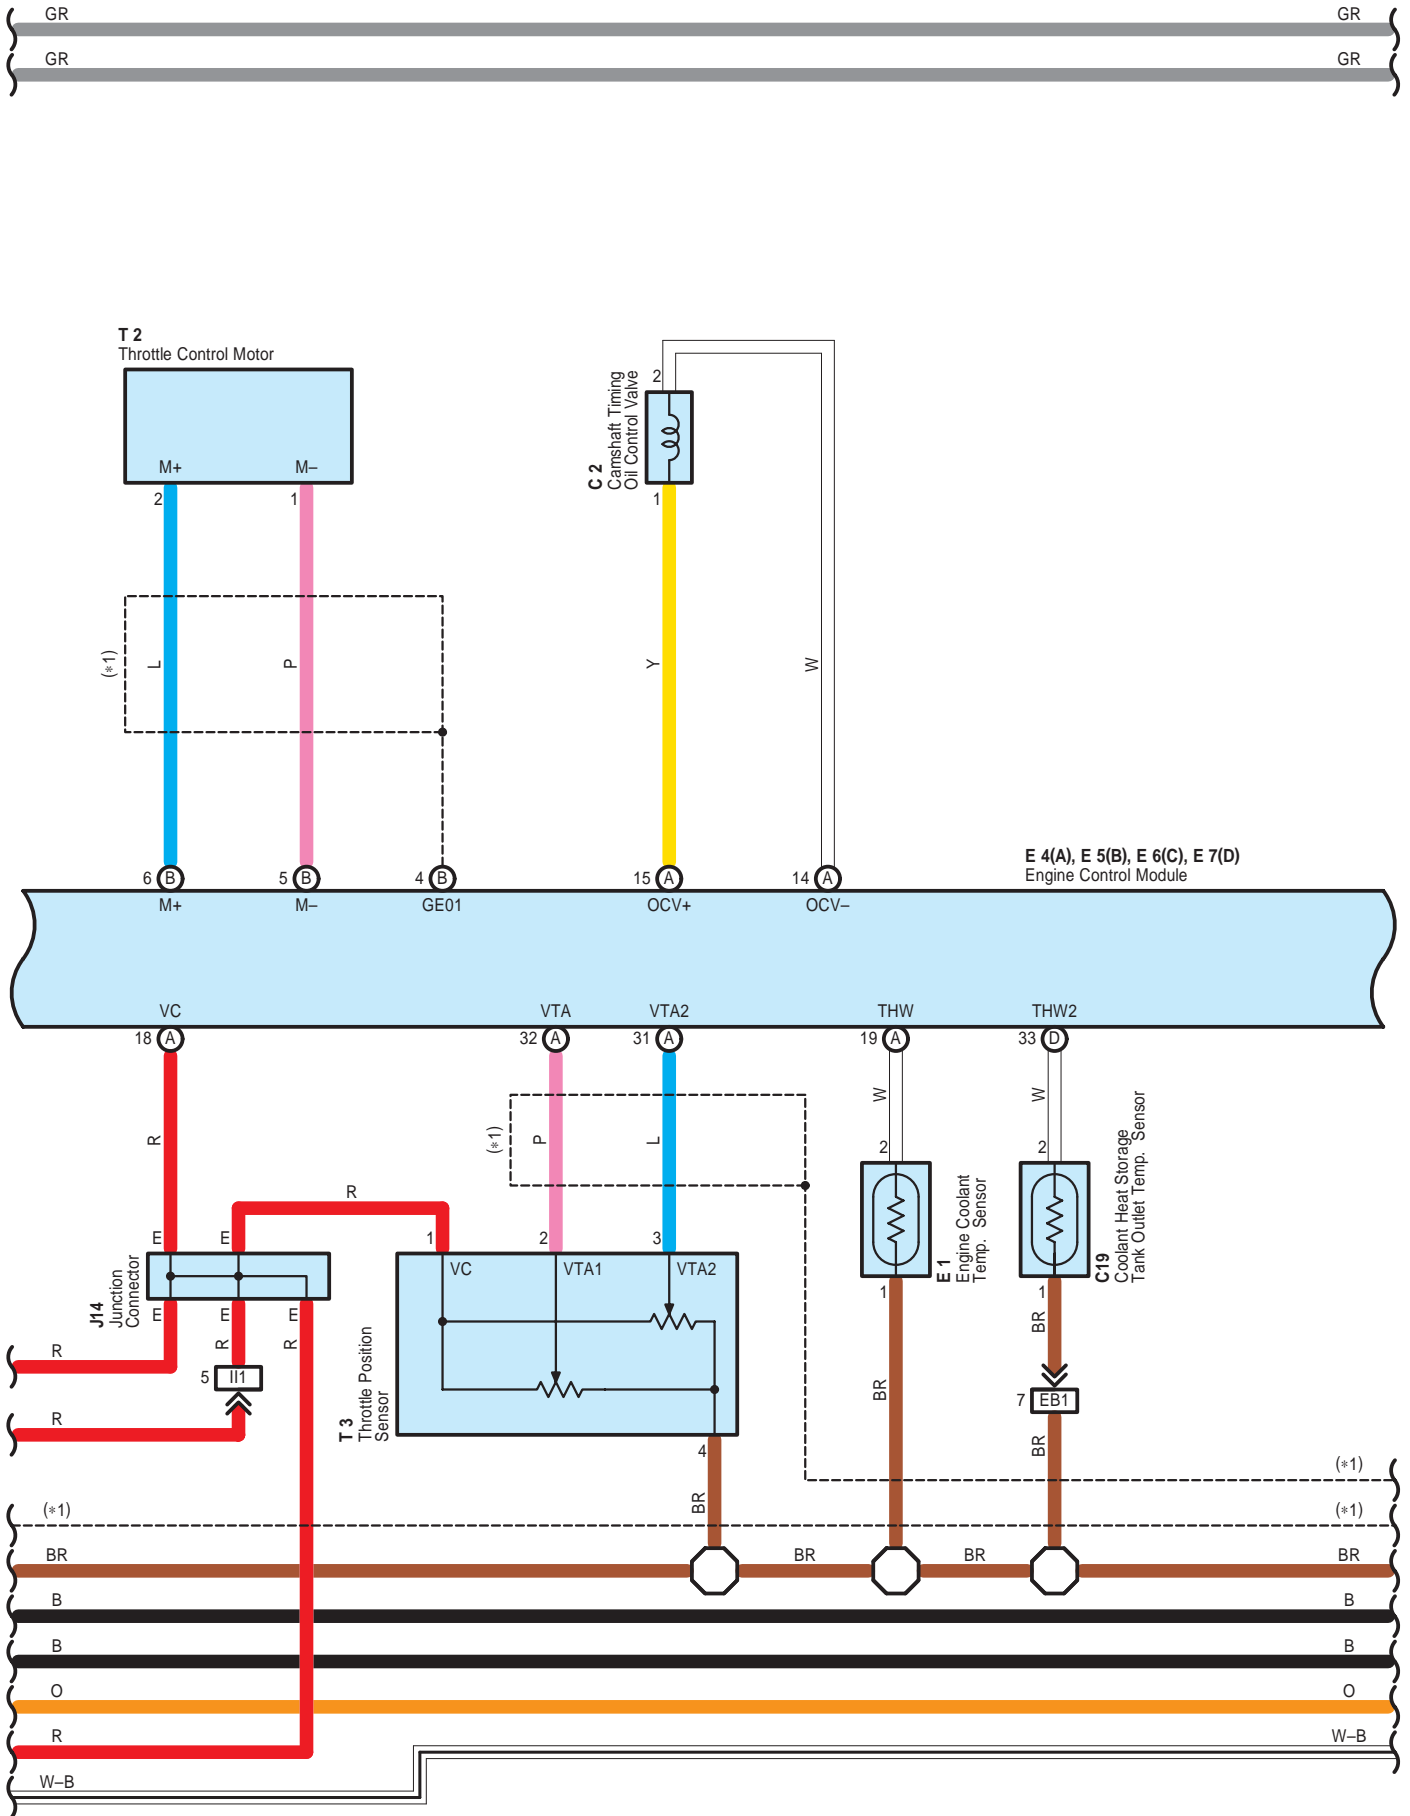 GR GR
GR GR
T 2
Throttle Control Motor
M+ M–
2 1
C 2
Camshaft Timing
Oil Control Valve
2
1
(∗1) L P Y W
E 4(A), E 5(B), E 6(C), E 7(D)
Engine Control Module
6 B 5 B 4 B 15 A 14 A
M+ M– GE01 OCV+ OCV–
VC VTA VTA2 THW THW2
18 A 32 A 31 A 19 A 33 D
R (∗1) P L W W
2 2
R
E E 1 2 3
VC VTA1 VTA2
J14
Junction
Connector
E E E
R R
5 II1
T 3
Throttle Position
Sensor
4
BR
E 1
Engine Coolant
Temp. Sensor
1
BR
C19
Coolant Heat Storage
Tank Outlet Temp. Sensor
1
BR
7 EB1
BR
R
R
(∗1)
(∗1) (∗1)
BR BR BR BR
B B
B B
O O
R W–B
W–B